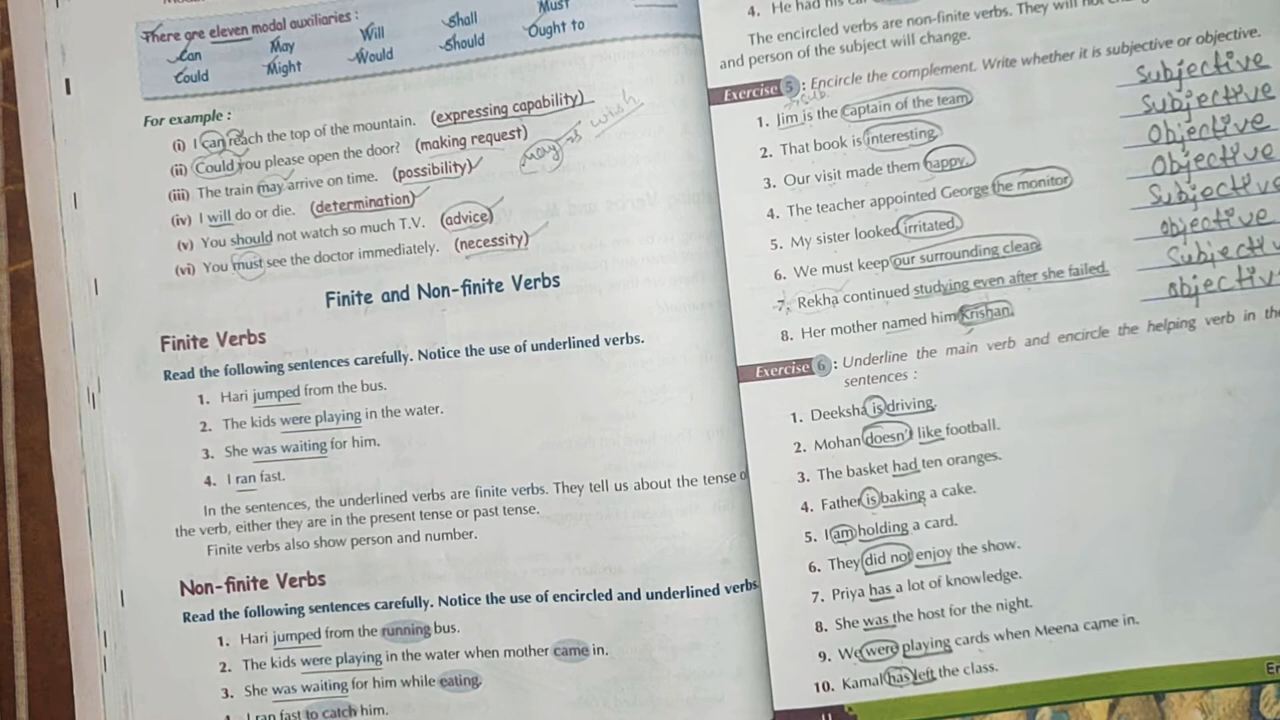 There are eleven modal auxiliaries :
Can May Will Shall Must
Could Might Would Should Ought to
For example :
(i) I can reach the top of the mountain. (expressing capability)
(ii) Could you please open the door? (making request)
(iii) The train may arrive on time. (possibility)
may is wish
(iv) I will do or die. (determination)
(v) You should not watch so much T.V. (advice)
(vi) You must see the doctor immediately. (necessity)
Finite and Non-finite Verbs
Finite Verbs
Read the following sentences carefully. Notice the use of underlined verbs.
1. Hari jumped from the bus.
2. The kids were playing in the water.
3. She was waiting for him.
4. I ran fast.
In the sentences, the underlined verbs are finite verbs. They tell us about the tense o
the verb, either they are in the present tense or past tense.
Finite verbs also show person and number.
Non-finite Verbs
Read the following sentences carefully. Notice the use of encircled and underlined verbs
1. Hari jumped from the running bus.
2. The kids were playing in the water when mother came in.
3. She was waiting for him while eating.
I ran fast to catch him.
4. He had his
The encircled verbs are non-finite verbs. They will not
and person of the subject will change.
Exercise 5 : Encircle the complement. Write whether it is subjective or objective.
sub.
1. Jim is the Captain of the team Subjective
2. That book is interesting. Subjective
3. Our visit made them happy. Objective
4. The teacher appointed George the monitor Objective
5. My sister looked irritated. Subjective
6. We must keep our surrounding clean. objective
7. Rekha continued studying even after she failed. Subjectiv
8. Her mother named him Krishan. objectiv
Exercise 6 : Underline the main verb and encircle the helping verb in the
sentences :
1. Deeksha is driving.
2. Mohan doesn't like football.
3. The basket had ten oranges.
4. Father is baking a cake.
5. I am holding a card.
6. They did not enjoy the show.
7. Priya has a lot of knowledge.
8. She was the host for the night.
9. We were playing cards when Meena came in.
10. Kamal has left the class.